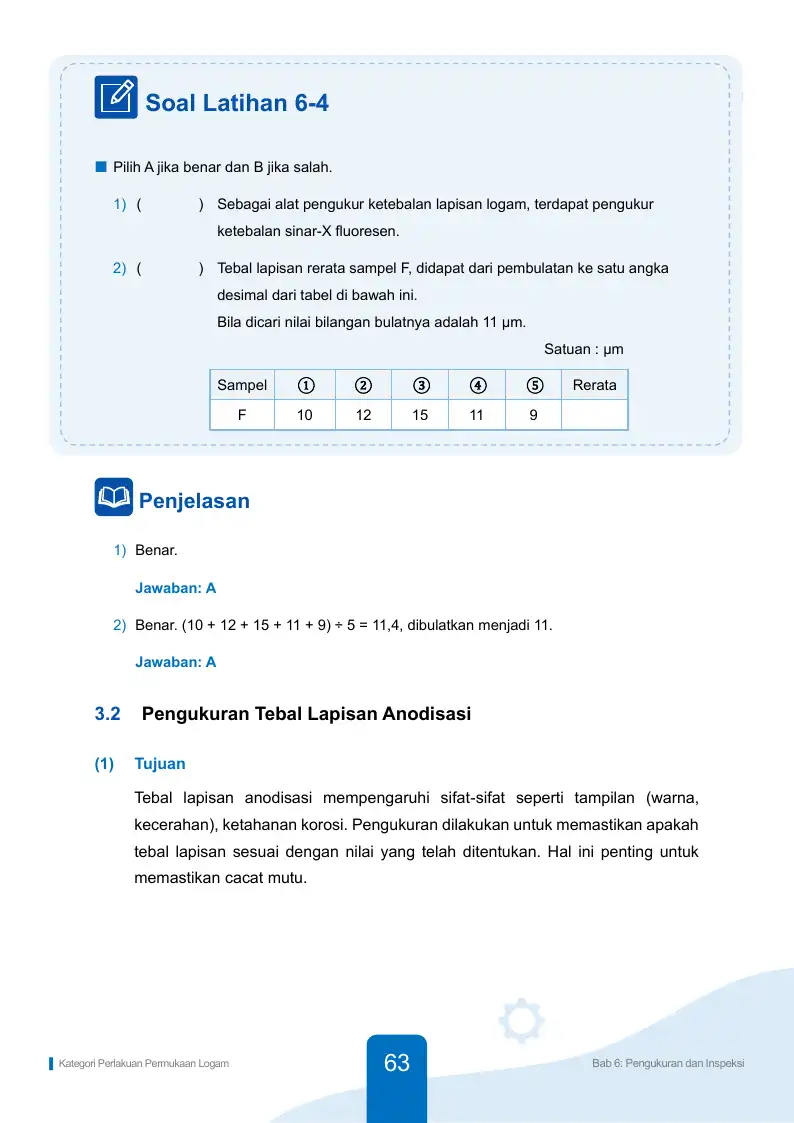 Soal Latihan 6-4
■ Pilih A jika benar dan B jika salah.
1) ( ) Sebagai alat pengukur ketebalan lapisan logam, terdapat pengukur
ketebalan sinar-X fluoresen.
2) ( ) Tebal lapisan rerata sampel F, didapat dari pembulatan ke satu angka
desimal dari tabel di bawah ini.
Bila dicari nilai bilangan bulatnya adalah 11 μm.
Satuan : μm
Sampel ① ② ③ ④ ⑤ Rerata
F 10 12 15 11 9
Penjelasan
1) Benar.
Jawaban: A
2) Benar. (10 + 12 + 15 + 11 + 9) ÷ 5 = 11,4, dibulatkan menjadi 11.
Jawaban: A
3.2 Pengukuran Tebal Lapisan Anodisasi
(1) Tujuan
Tebal lapisan anodisasi mempengaruhi sifat-sifat seperti tampilan (warna,
kecerahan), ketahanan korosi. Pengukuran dilakukan untuk memastikan apakah
tebal lapisan sesuai dengan nilai yang telah ditentukan. Hal ini penting untuk
memastikan cacat mutu.
Kategori Perlakuan Permukaan Logam
63
Bab 6: Pengukuran dan Inspeksi